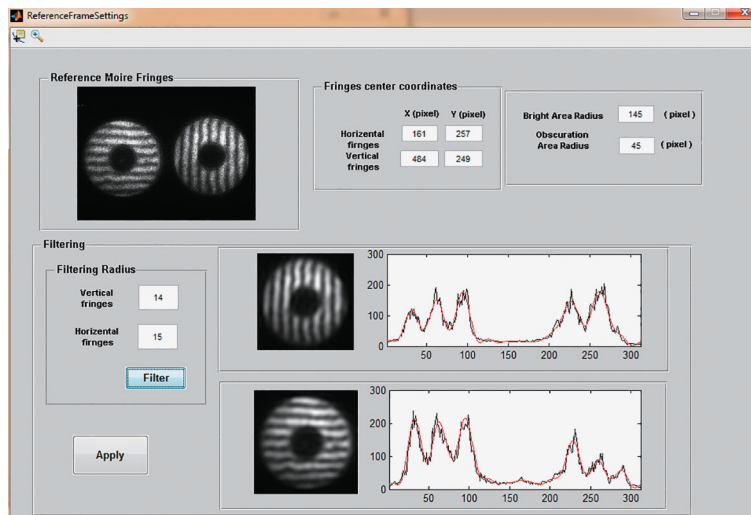 ReferenceFrameSettings
Reference Moire Fringes
Fringes center coordinates
X (pixel) Y (pixel)
Horizental firnges 161 257
Vertical fringes 484 249
Bright Area Radius 145 ( pixel )
Obscuration Area Radius 45 ( pixel )
Filtering
Filtering Radius
Vertical fringes 14
Horizental firnges 15
Filter
Apply
300
200
100
0
50 100 150 200 250 300
300
200
100
0
50 100 150 200 250 300